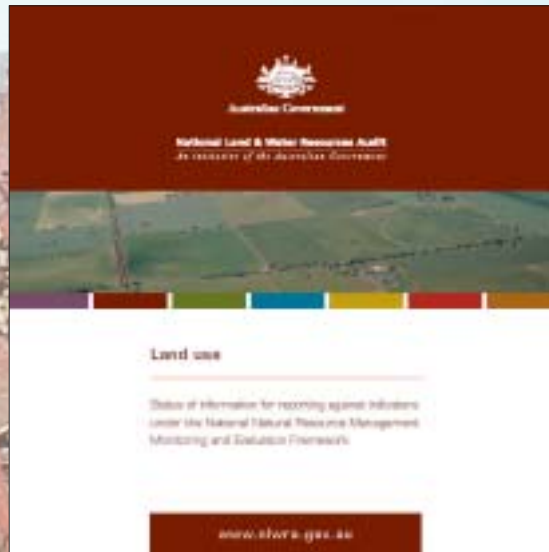 Australian Government
National Land & Water Resources Audit
An initiative of the Australian Government
Land use
Status of information for reporting against indicators
under the National Natural Resource Management
Monitoring and Evaluation Framework
www.nlwra.gov.au